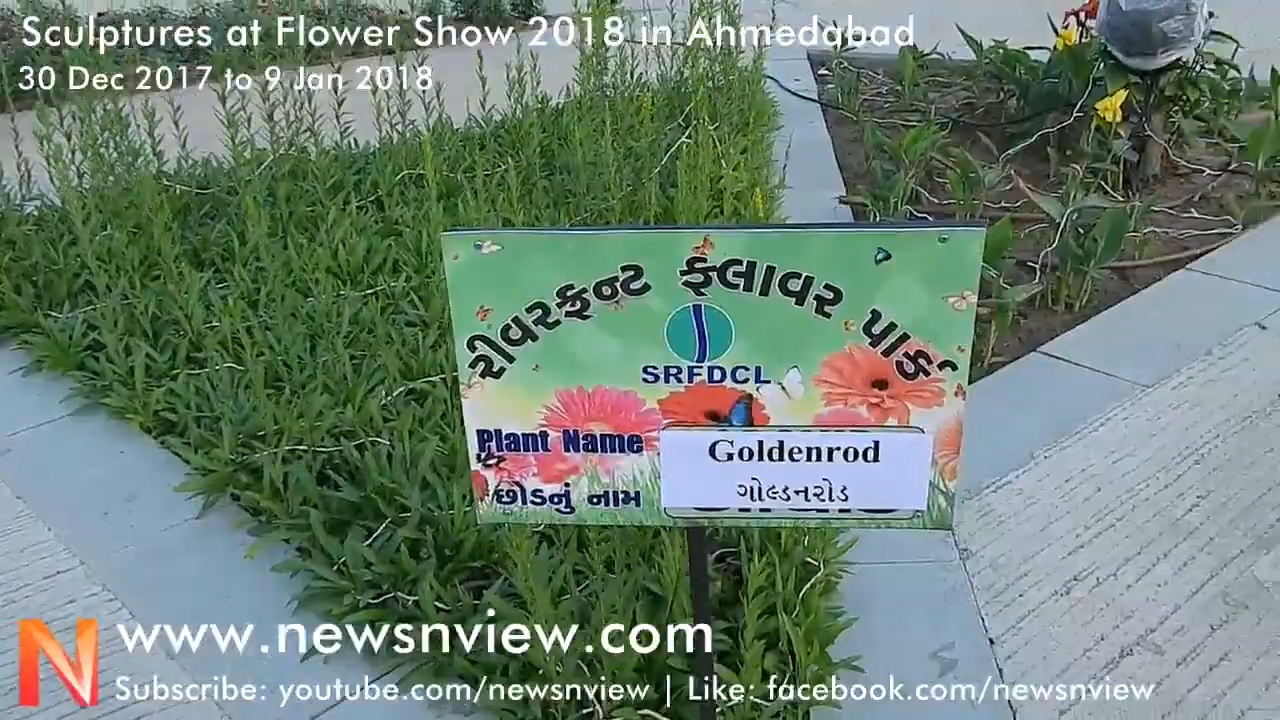 Sculptures at Flower Show 2018 in Ahmedabad
30 Dec 2017 to 9 Jan 2018
રીવરફ્રન્ટ ફ્લાવર પાર્ક
SRFDCL
Plant Name
Goldenrod
છોડનું નામ
ગોલ્ડનરોડ
N www.newsnview.com
Subscribe: youtube.com/newsnview | Like: facebook.com/newsnview